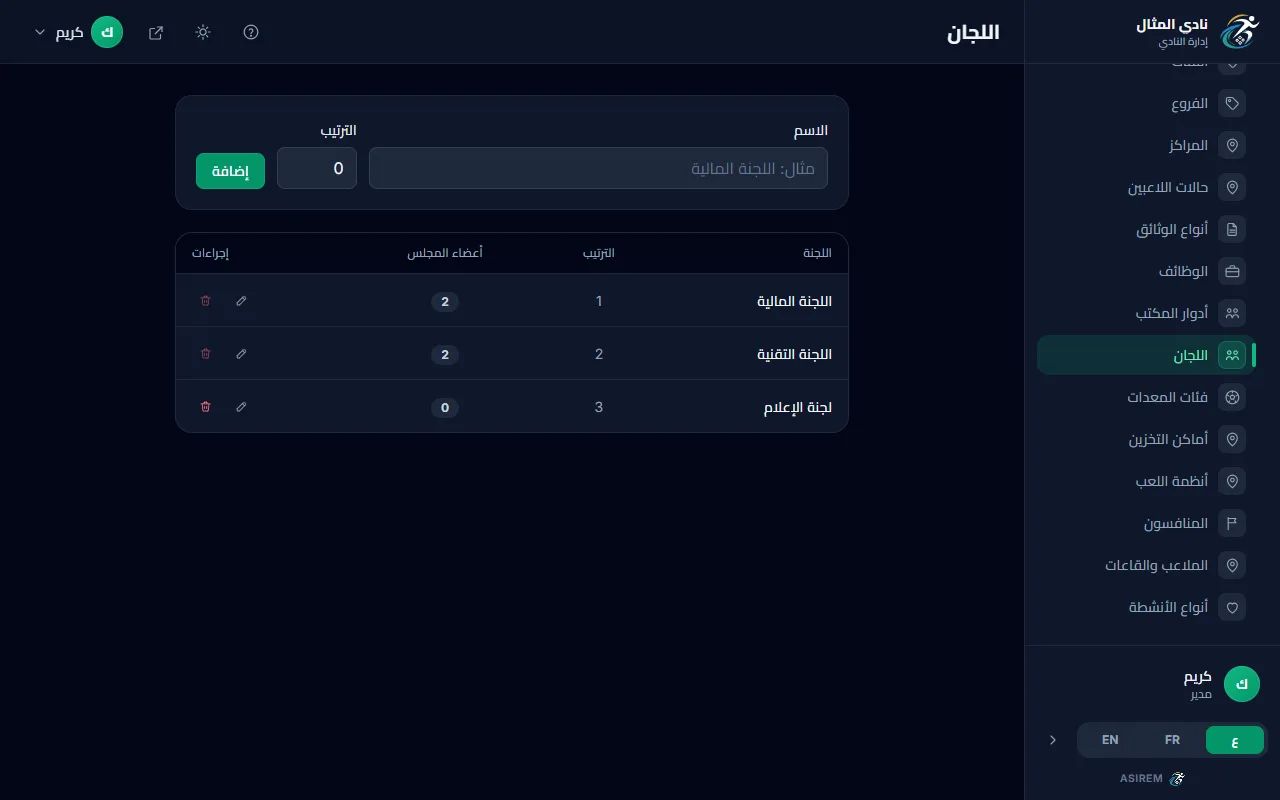 نادي المثال
إدارة النادي
اللجان
كريم
ك
الفروع
المراكز
حالات اللاعبين
أنواع الوثائق
الوظائف
أدوار المكتب
اللجان
فئات المعدات
أماكن التخزين
أنظمة اللعب
المنافسون
الملاعب والقاعات
أنواع الأنشطة
ك
كريم
مدير
ع FR EN
ASIREM
الاسم الترتيب
مثال: اللجنة المالية 0 إضافة
اللجنة الترتيب أعضاء المجلس إجراءات
اللجنة المالية 1 2
اللجنة التقنية 2 2
لجنة الإعلام 3 0